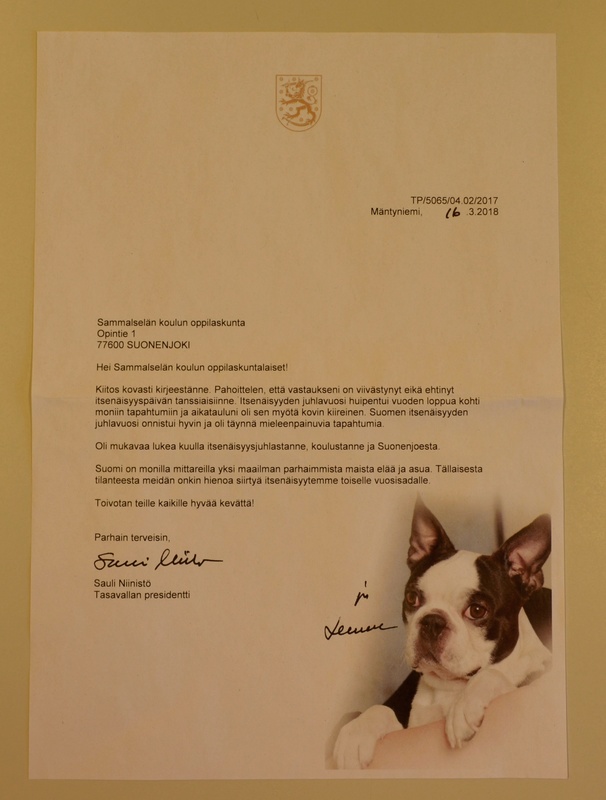 TP/5065/04.02/2017
Mäntyniemi, 16 .3.2018
Sammalselän koulun oppilaskunta
Opintie 1
77600 SUONENJOKI
Hei Sammalselän koulun oppilaskuntalaiset!
Kiitos kovasti kirjeestänne. Pahoittelen, että vastaukseni on viivästynyt eikä ehtinyt
itsenäisyyspäivän tanssiaisiinne. Itsenäisyyden juhlavuosi huipentui vuoden loppua kohti
moniin tapahtumiin ja aikatauluni oli sen myötä kovin kiireinen. Suomen itsenäisyyden
juhlavuosi onnistui hyvin ja oli täynnä mieleenpainuvia tapahtumia.
Oli mukavaa lukea kuulla itsenäisyysjuhlastanne, koulustanne ja Suonenjoesta.
Suomi on monilla mittareilla yksi maailman parhaimmista maista elää ja asua. Tällaisesta
tilanteesta meidän onkin hienoa siirtyä itsenäisyytemme toiselle vuosisadalle.
Toivotan teille kaikille hyvää kevättä!
Parhain terveisin,
Sauli Niinistö
Sauli Niinistö
Tasavallan presidentti
ja
Lennu